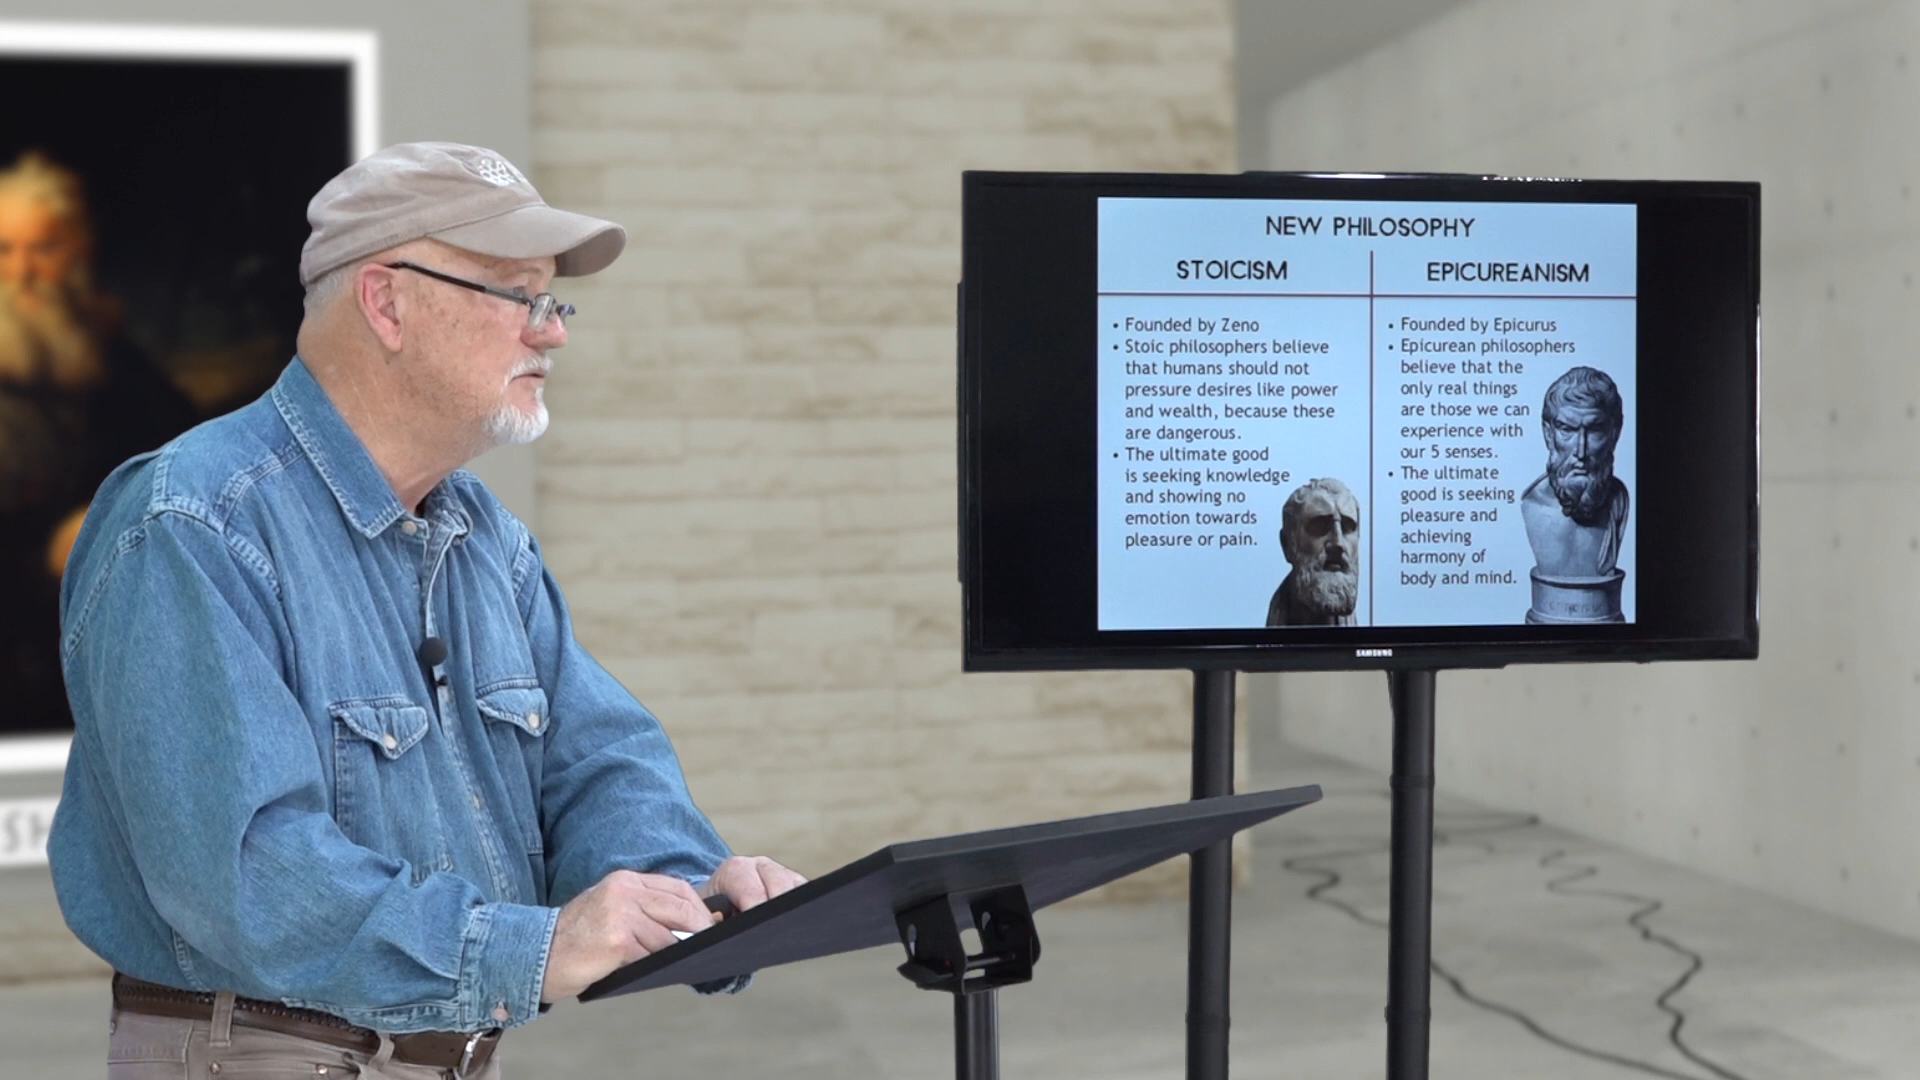 NEW PHILOSOPHY
STOICISM
• Founded by Zeno
• Stoic philosophers believe
that humans should not
pressure desires like power
and wealth, because these
are dangerous.
• The ultimate good
is seeking knowledge
and showing no
emotion towards
pleasure or pain.
EPICUREANISM
• Founded by Epicurus
• Epicurean philosophers
believe that the
only real things
are those we can
experience with
our 5 senses.
• The ultimate
good is seeking
pleasure and
achieving
harmony of
body and mind.
SAMSUNG
SH